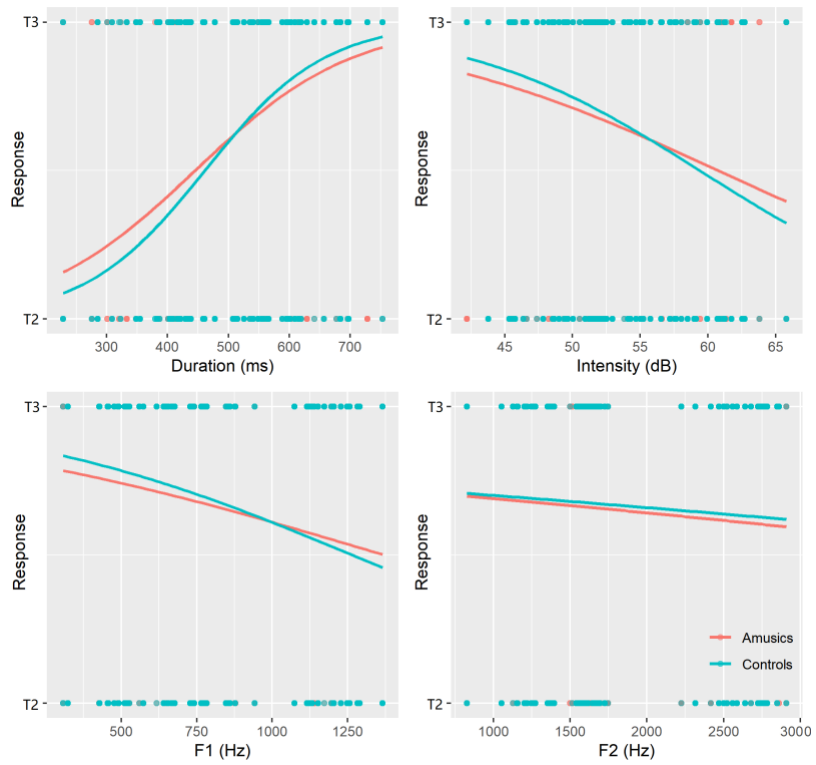 T3
Response
T2
300 400 500 600 700
Duration (ms)
T3
Response
T2
45 50 55 60 65
Intensity (dB)
T3
Response
T2
500 750 1000 1250
F1 (Hz)
T3
Response
Amusics
Controls
T2
1000 1500 2000 2500 3000
F2 (Hz)